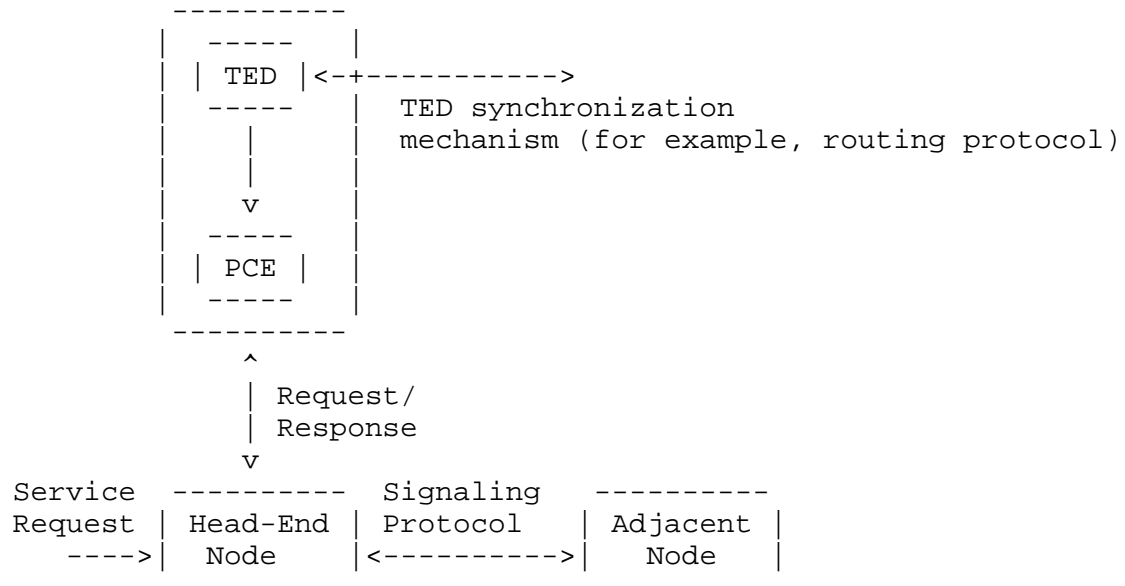 TED
TED synchronization
mechanism (for example, routing protocol)
PCE
Request/
Response
Service Signaling
Request Head-End Protocol Adjacent
Node Node